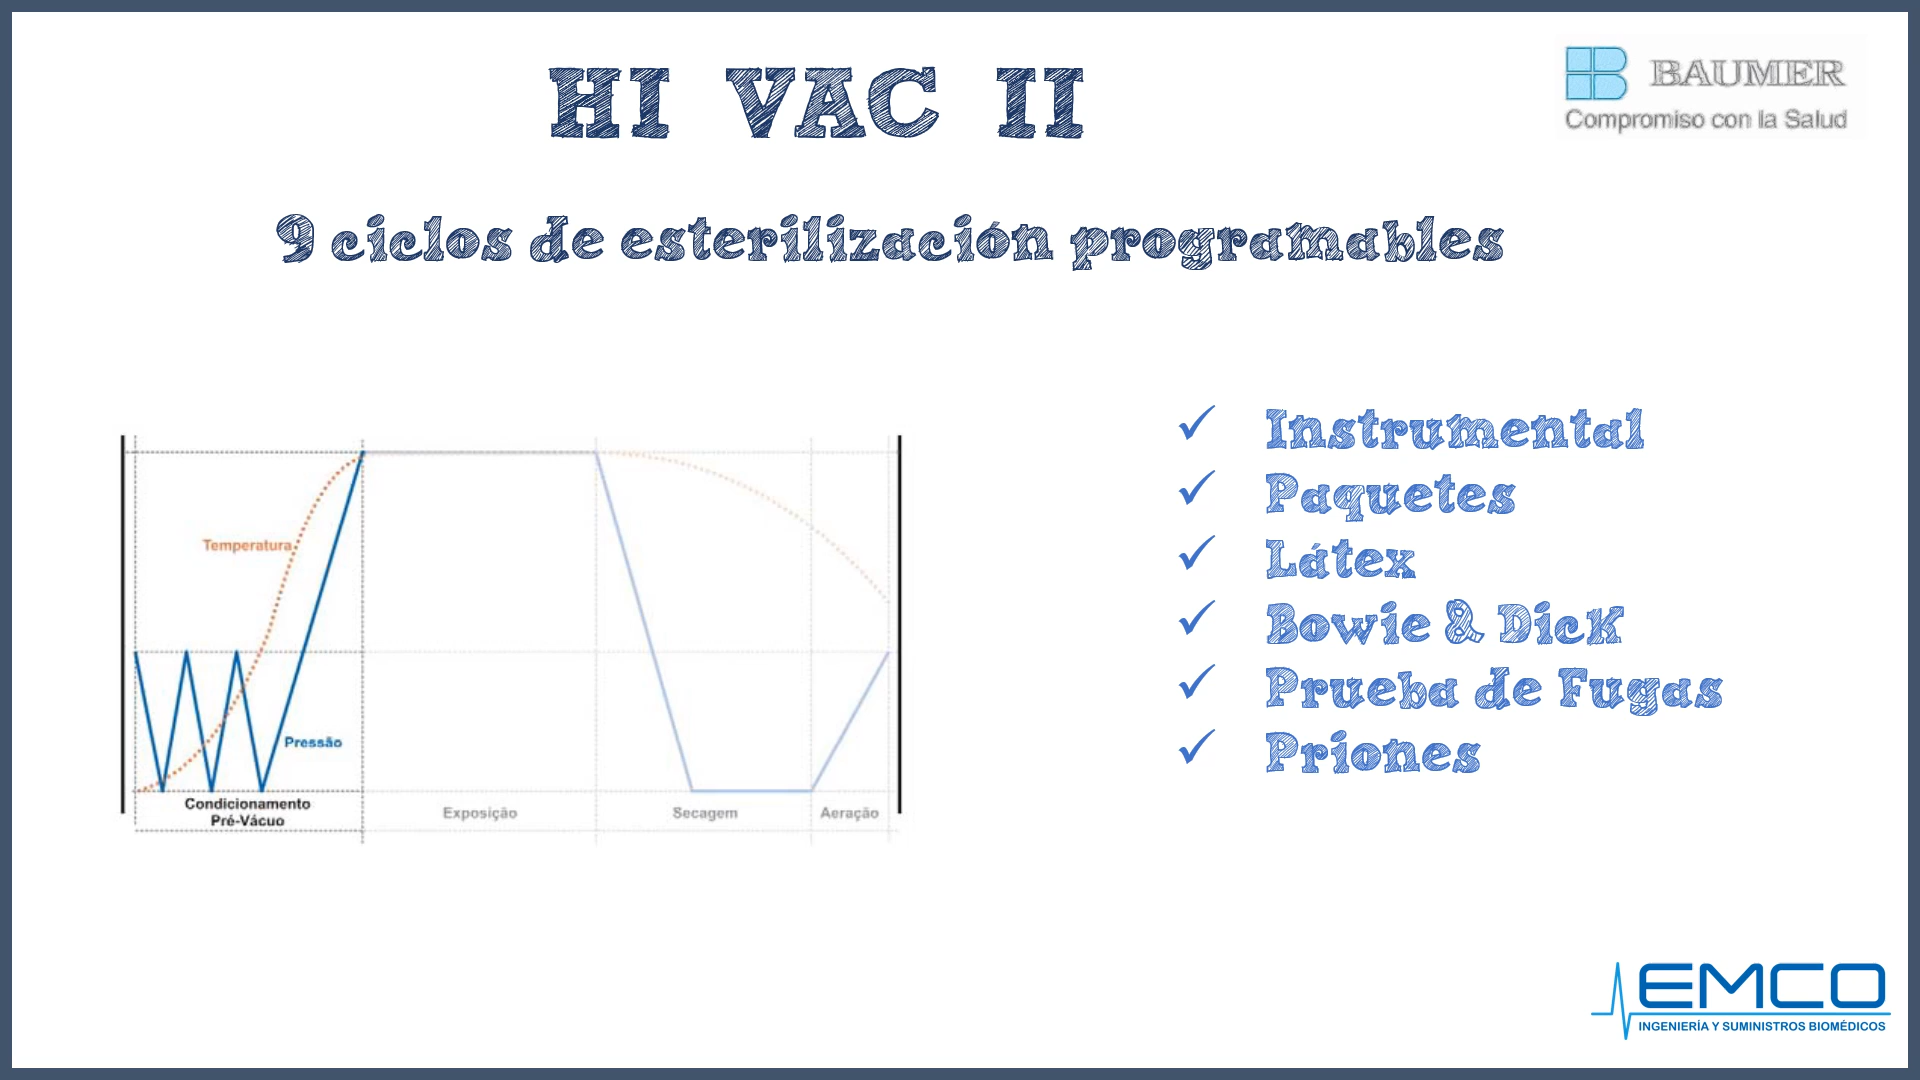 HI VAC II
BAUMER
Compromiso con la Salud
9 ciclos de esterilización programables
Temperatura
Pressão
Condicionamento
Pré-Vácuo
Exposição
Secagem
Aeração
✓ Instrumental
✓ Paquetes
✓ Látex
✓ Bowie & DicK
✓ Prueba de Fugas
✓ Priones
EMCO
INGENIERÍA Y SUMINISTROS BIOMÉDICOS